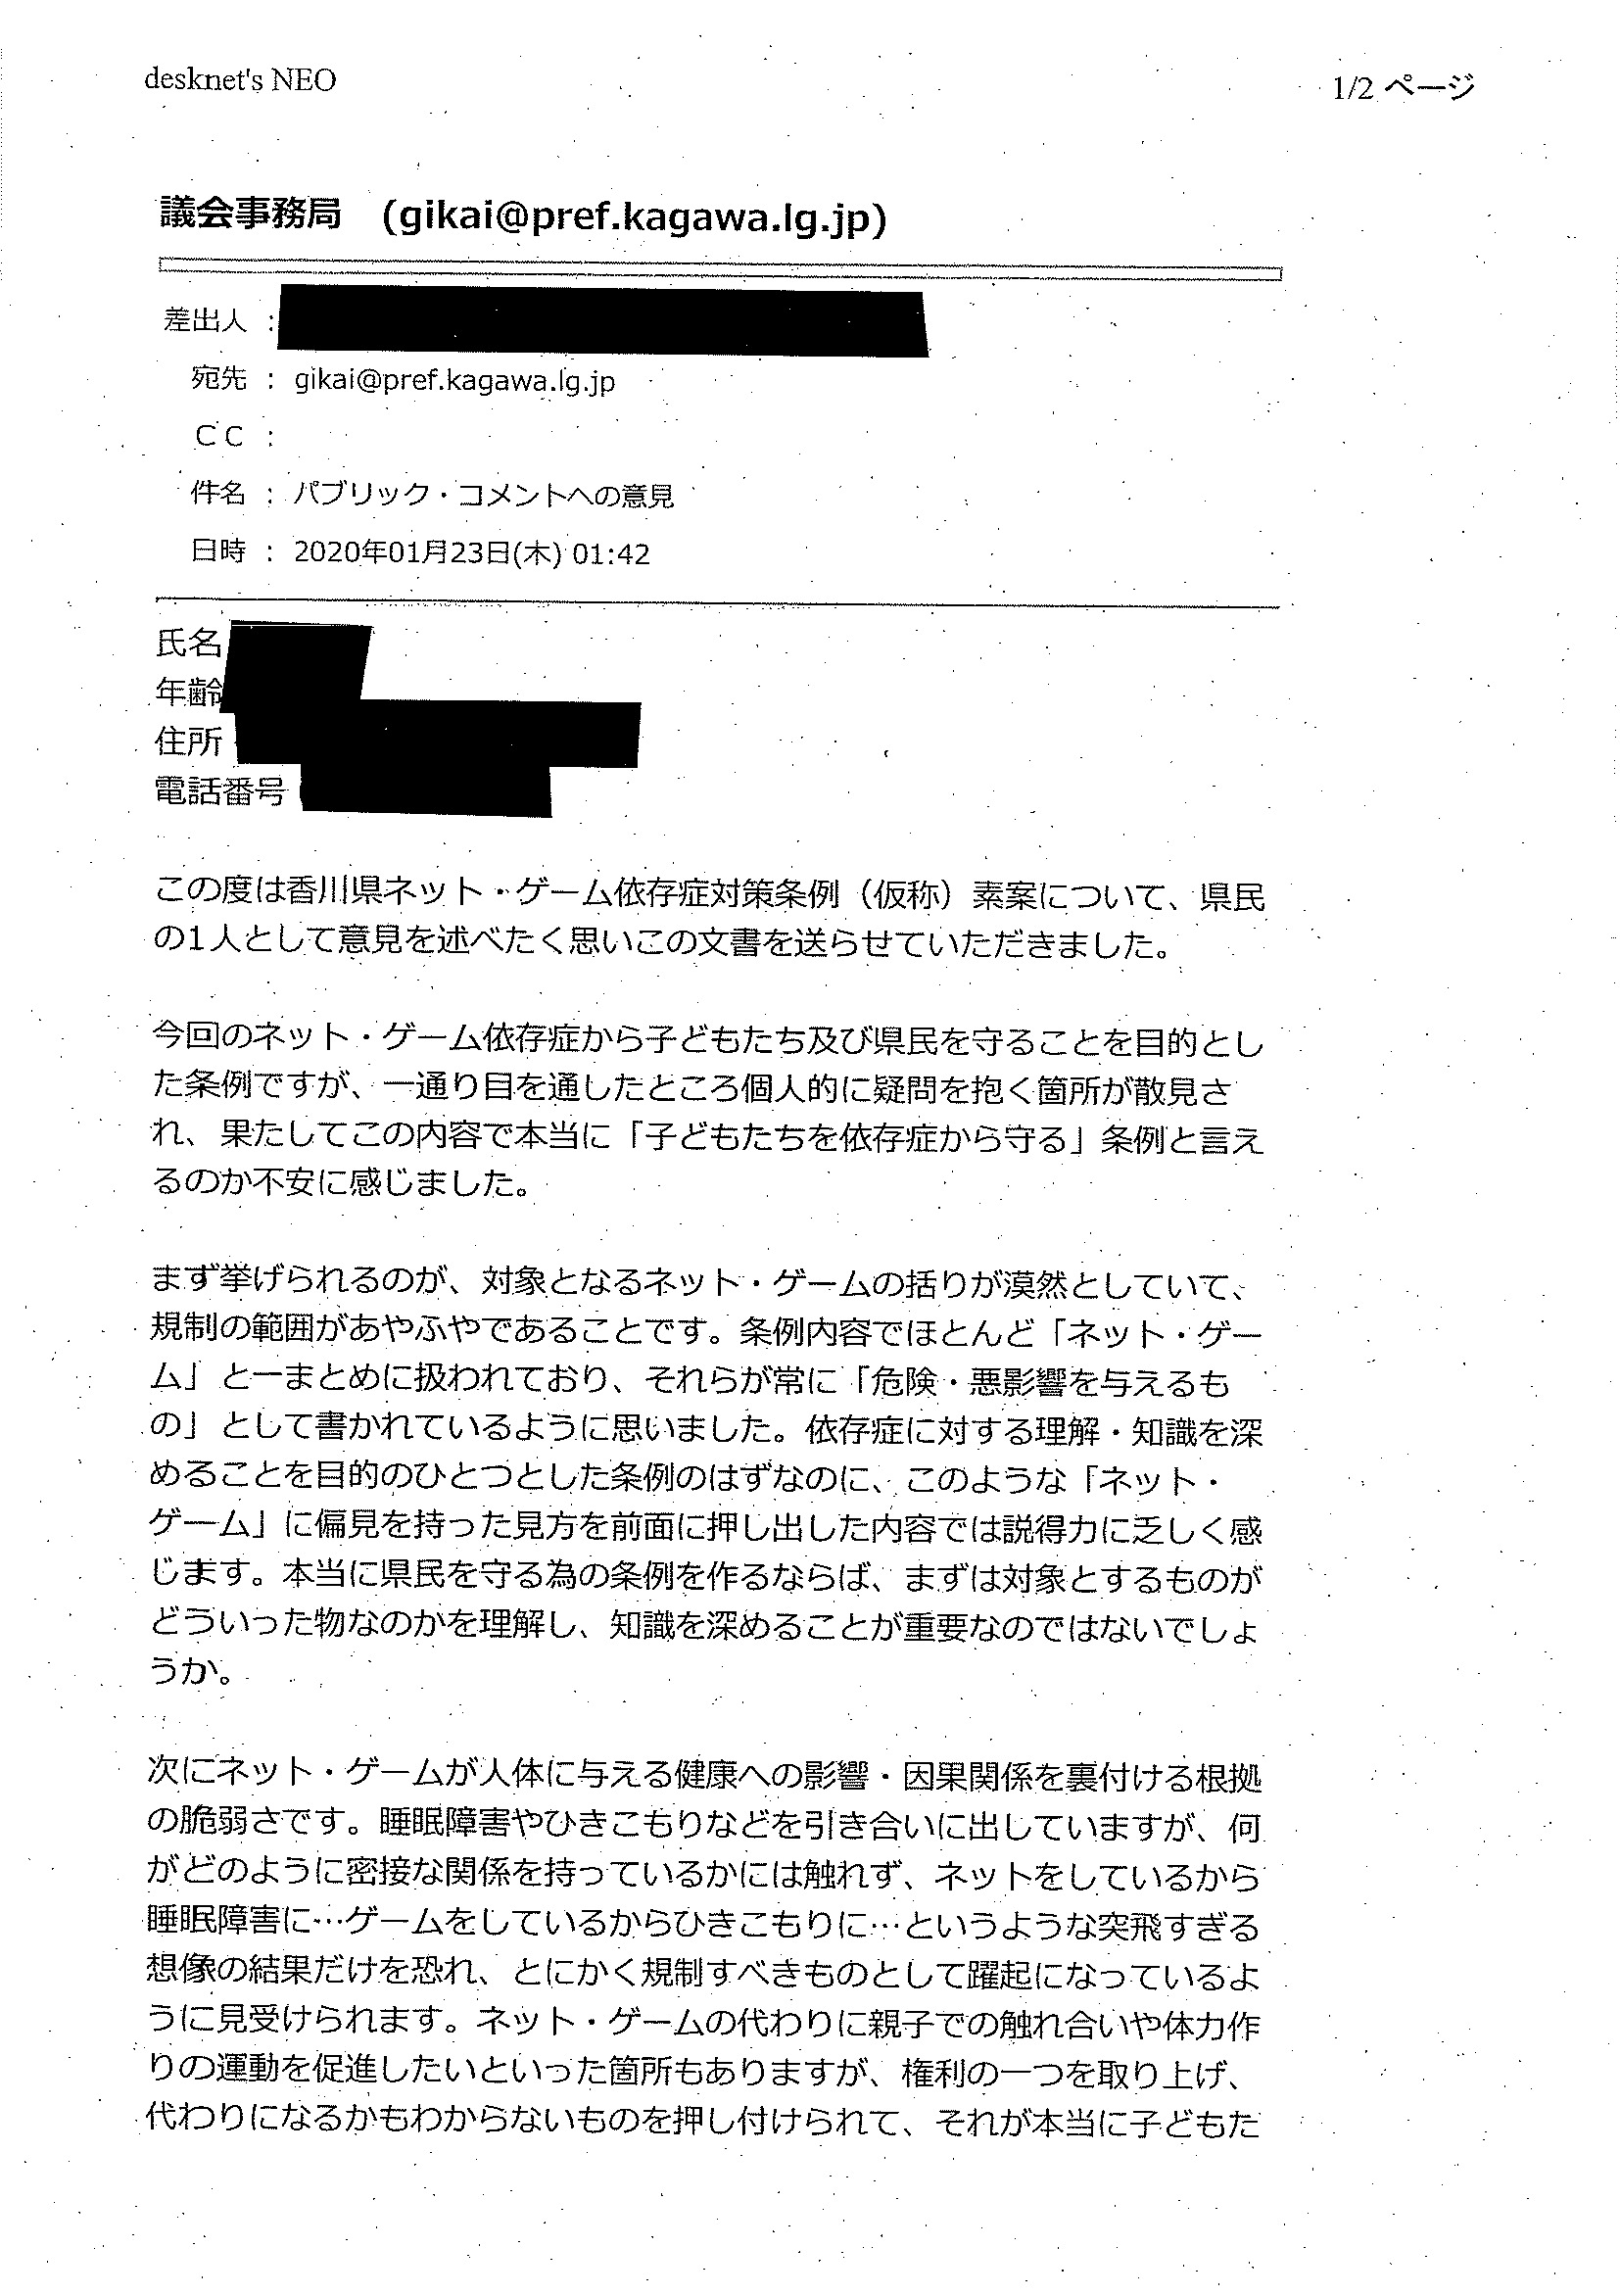 desknet's NEO
1/2 ページ
議会事務局 (gikai@pref.kagawa.lg.jp)
差出人 :
宛先 : gikai@pref.kagawa.lg.jp
CC :
件名 : パブリック・コメントへの意見
日時 : 2020年01月23日(木) 01:42
氏名
年齢
住所
電話番号
この度は香川県ネット・ゲーム依存症対策条例（仮称）素案について、県民
の1人として意見を述べたく思いこの文書を送らせていただきました。
今回のネット・ゲーム依存症から子どもたち及び県民を守ることを目的とし
た条例ですが、一通り目を通したところ個人的に疑問を抱く箇所が散見さ
れ、果たしてこの内容で本当に「子どもたちを依存症から守る」条例と言え
るのか不安に感じました。
まず挙げられるのが、対象となるネット・ゲームの括りが漠然としていて、
規制の範囲があやふやであることです。条例内容でほとんど「ネット・ゲー
ム」と一まとめに扱われており、それらが常に「危険・悪影響を与えるも
の」として書かれているように思いました。依存症に対する理解・知識を深
めることを目的のひとつとした条例のはずなのに、このような「ネット・
ゲーム」に偏見を持った見方を前面に押し出した内容では説得力に乏しく感
じます。本当に県民を守る為の条例を作るならば、まずは対象とするものが
どういった物なのかを理解し、知識を深めることが重要なのではないでしょ
うか。
次にネット・ゲームが人体に与える健康への影響・因果関係を裏付ける根拠
の脆弱さです。睡眠障害やひきこもりなどを引き合いに出していますが、何
がどのように密接な関係を持っているかには触れず、ネットをしているから
睡眠障害に…ゲームをしているからひきこもりに…というような突飛すぎる
想像の結果だけを恐れ、とにかく規制すべきものとして躍起になっているよ
うに見受けられます。ネット・ゲームの代わりに親子での触れ合いや体力作
りの運動を促進したいといった箇所もありますが、権利の一つを取り上げ、
代わりになるかもわからないものを押し付けられて、それが本当に子どもた